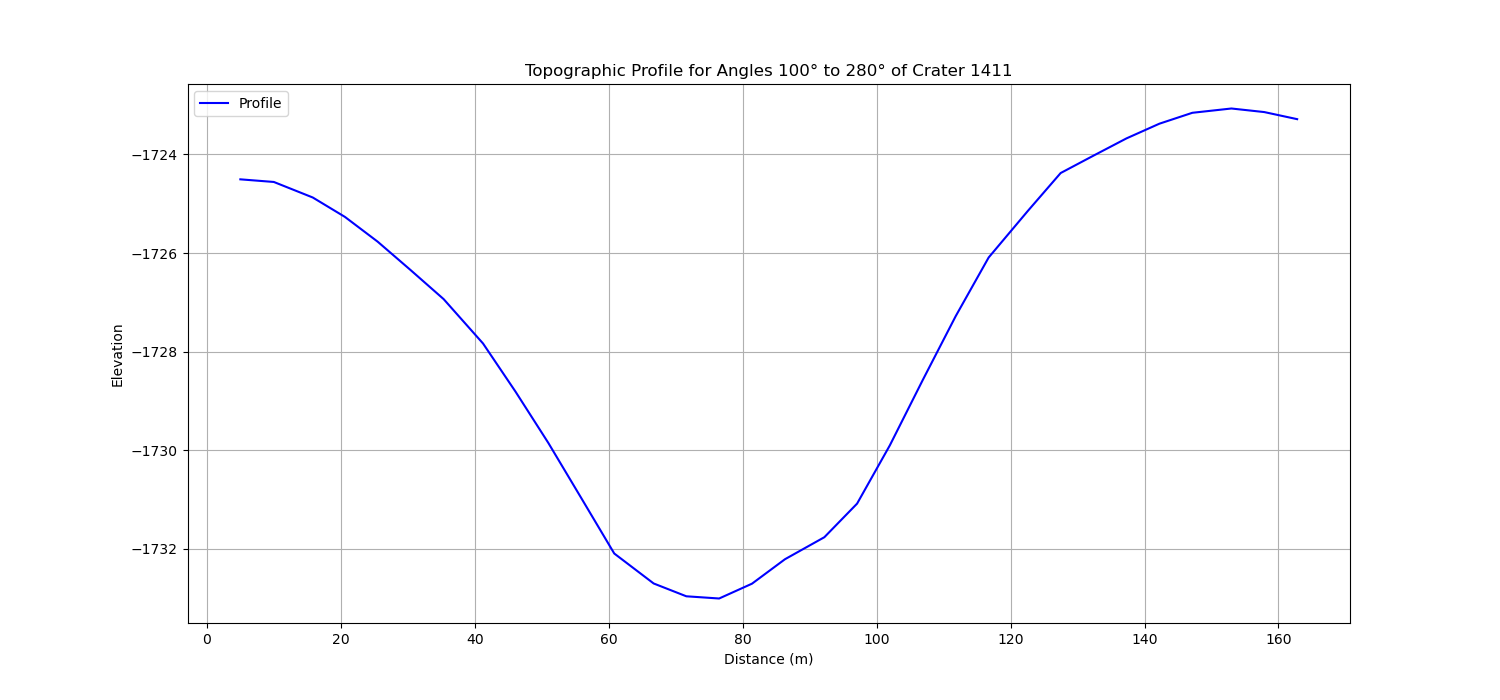 Topographic Profile for Angles 100° to 280° of Crater 1411
Profile
−1724
−1726
−1728
−1730
−1732
Elevation
0 20 40 60 80 100 120 140 160
Distance (m)